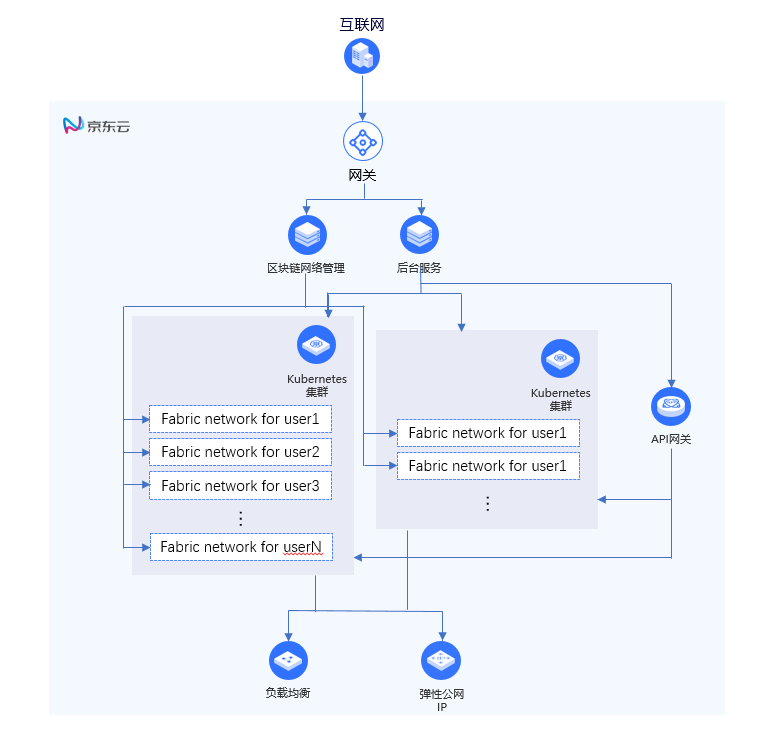 互联网
京东云
网关
区块链网络管理
后台服务
Kubernetes
集群
Fabric network for user1
Fabric network for user2
Fabric network for user3
⋮
Fabric network for userN
Kubernetes
集群
Fabric network for user1
Fabric network for user1
⋮
API网关
负载均衡
弹性公网
IP